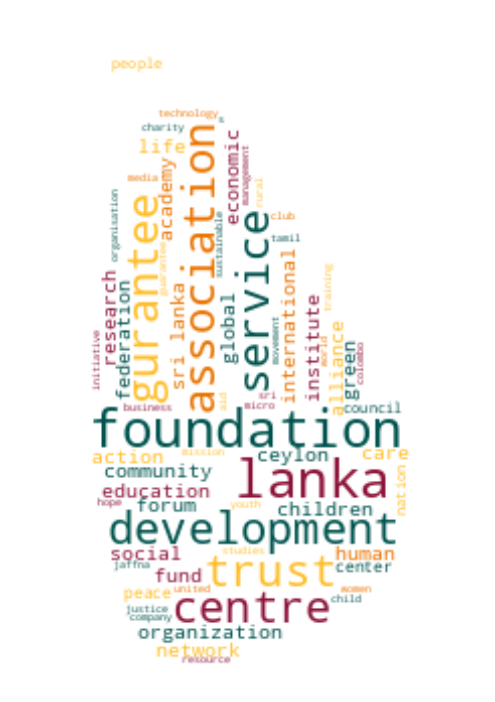 people
technology
s
charity
life
association
economic
management
media
academy
rural
organisation
gurantee
guarantee
sustainable
service
club
tamil
research
federation
sri lanka
global
movement
international
training
initiative
institute
world
alliance
green
colombo
business
aid
sri
micro
council
foundation
action
mission
ceylon
care
community
lanka
nation
education
hope
forum
youth
children
development
social
studies
human
jaffna
fund
trust
center
peace
united
women
child
justice
company
centre
organization
network
resource